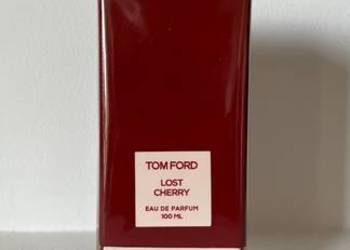 TOM FORD
LOST
CHERRY
EAU DE PARFUM
100 ML